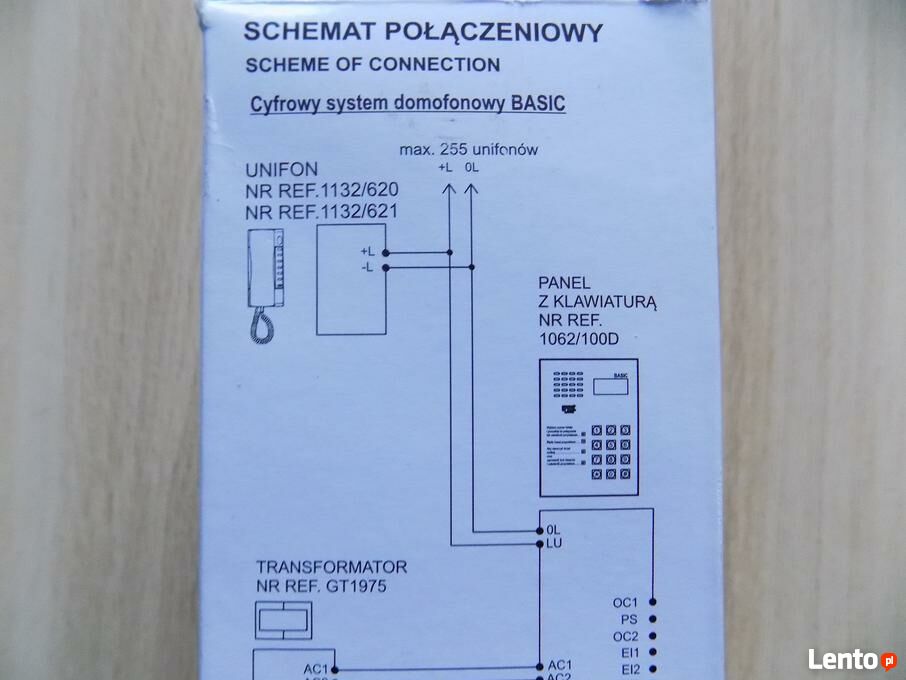 SCHEMAT POŁĄCZENIOWY
SCHEME OF CONNECTION
Cyfrowy system domofonowy BASIC
max. 255 unifonów
+L 0L
UNIFON
NR REF.1132/620
NR REF.1132/621
+L
-L
PANEL
Z KLAWIATURĄ
NR REF.
1062/100D
BASIC
0L
LU
TRANSFORMATOR
NR REF. GT1975
OC1
PS
OC2
EI1
EI2
AC1
AC1
AC2
Lento pl